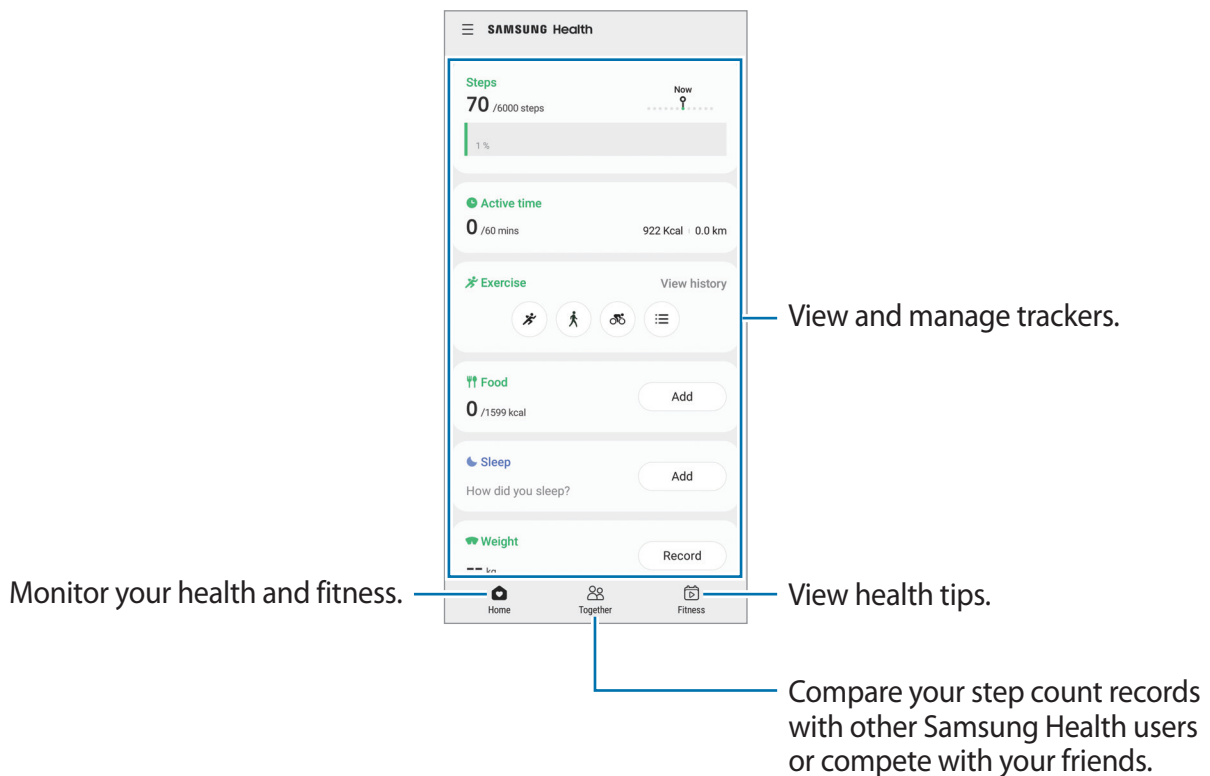 SAMSUNG Health
Steps
70 /6000 steps
Now
1 %
Active time
0 /60 mins
922 Kcal 0.0 km
Exercise
View history
View and manage trackers.
Food
0 /1599 kcal
Add
Sleep
How did you sleep?
Add
Weight
-- kg
Record
Monitor your health and fitness.
Home
Together
Fitness
View health tips.
Compare your step count records
with other Samsung Health users
or compete with your friends.